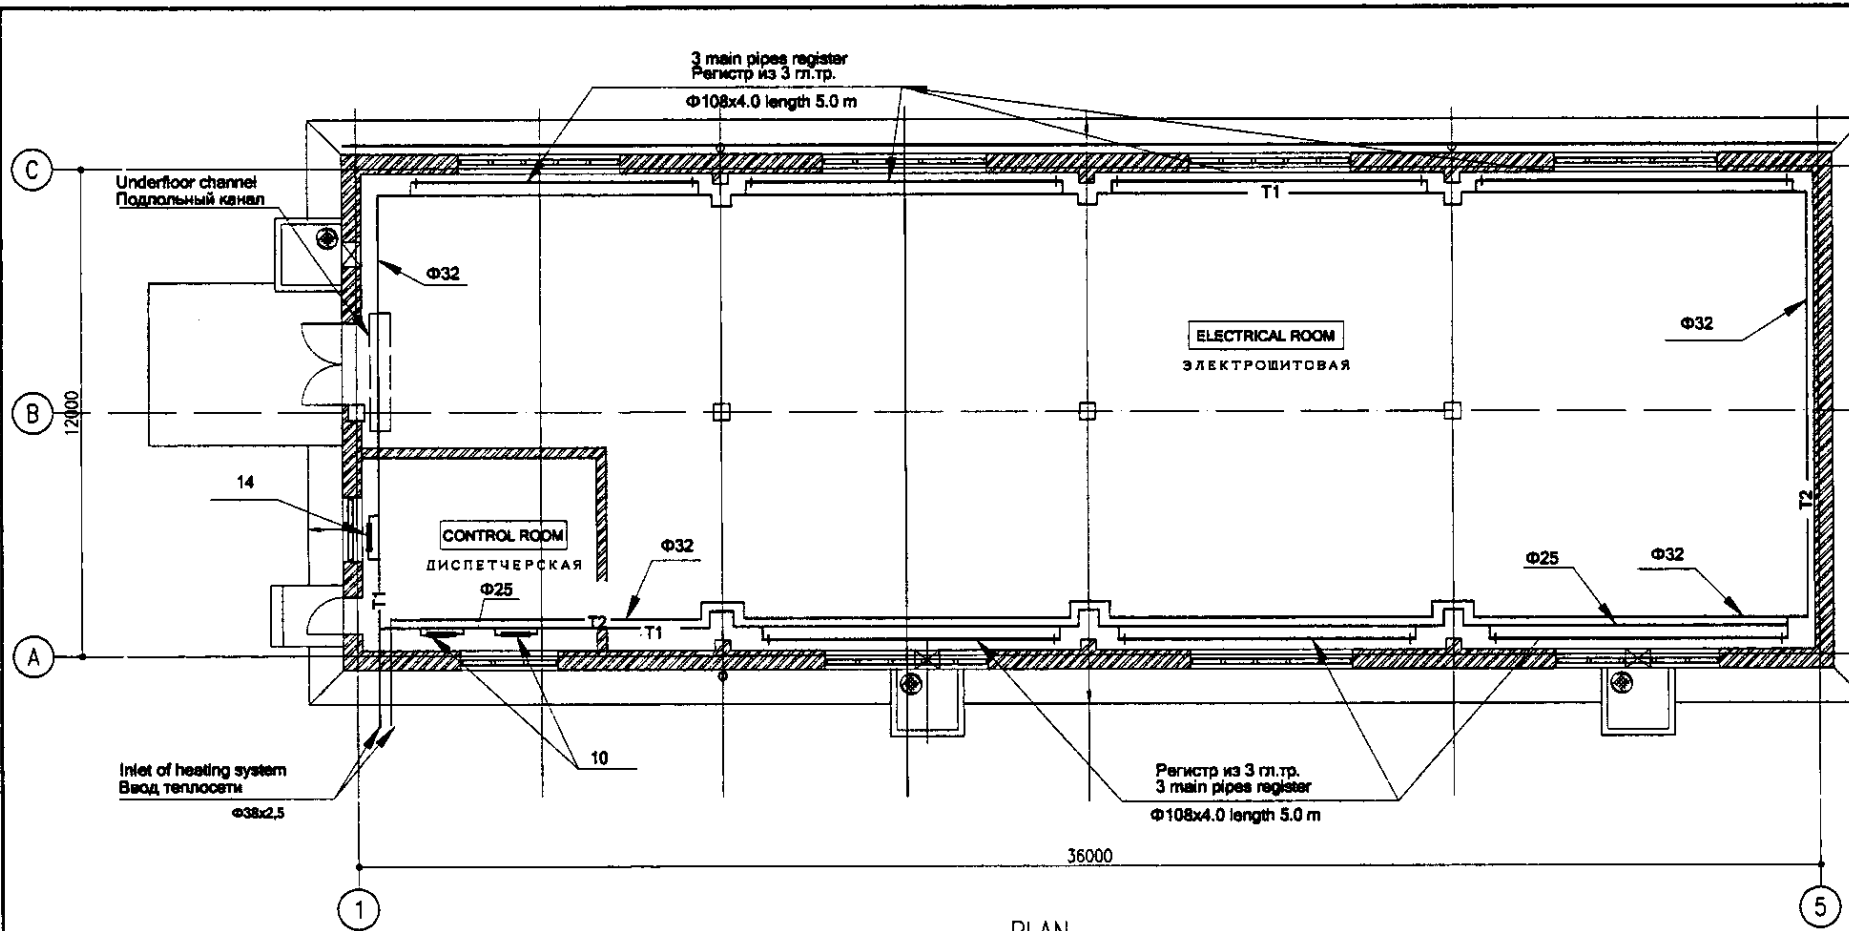 3 main pipes register
Регистр из 3 гл.тр.
Ф108x4.0 length 5.0 m
C
Underfloor channel
Подпольный канал
T1
Ф32
ELECTRICAL ROOM
ЭЛЕКТРОЩИТОВАЯ
Ф32
B
12000
14
CONTROL ROOM
ДИСПЕТЧЕРСКАЯ
T2
Ф32
Ф25
Ф32
Ф25
T1
T2
T1
A
Inlet of heating system
Ввод теплосети
Ф38x2,5
10
Регистр из 3 гл.тр.
3 main pipes register
Ф108x4.0 length 5.0 m
36000
1
5
PLAN